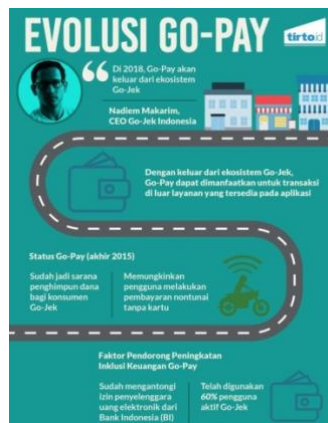 EVOLUSI GO-PAY
tirto.id
“
Di 2018, Go-Pay akan
keluar dari ekosistem
Go-Jek
Nadiem Makarim,
CEO Go-Jek Indonesia
Dengan keluar dari ekosistem Go-Jek,
Go-Pay dapat dimanfaatkan untuk transaksi
di luar layanan yang tersedia pada aplikasi
Status Go-Pay (akhir 2015)
Sudah jadi sarana
penghimpun dana
bagi konsumen
Go-Jek
Memungkinkan
pengguna melakukan
pembayaran nontunai
tanpa kartu
Faktor Pendorong Peningkatan
Inklusi Keuangan Go-Pay
Sudah mengantongi
izin penyelenggara
uang elektronik dari
Bank Indonesia (BI)
Telah digunakan
60% pengguna
aktif Go-Jek